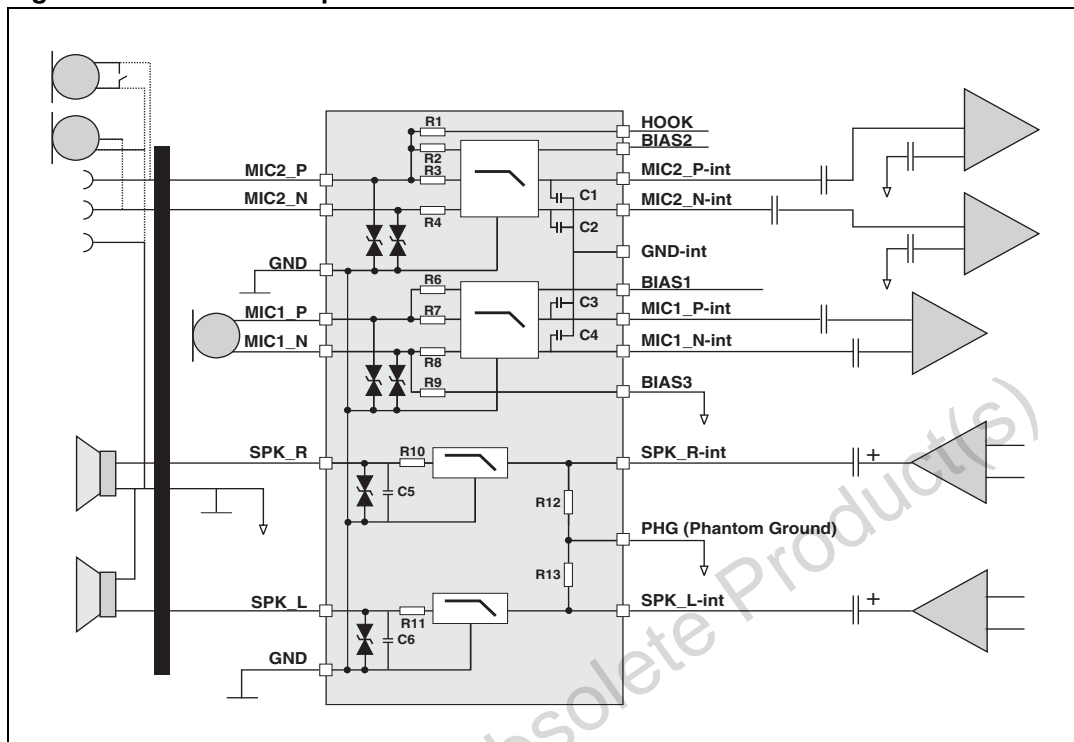 R1
HOOK
BIAS2
R2
MIC2_P
R3
MIC2_P-int
C1
MIC2_N
R4
MIC2_N-int
C2
GND
GND-int
R6
BIAS1
C3
MIC1_P
R7
MIC1_P-int
C4
MIC1_N
R8
MIC1_N-int
R9
BIAS3
SPK_R
R10
SPK_R-int
+
C5
R12
PHG (Phantom Ground)
R13
SPK_L
R11
SPK_L-int
+
C6
GND
bsolete Product(s)